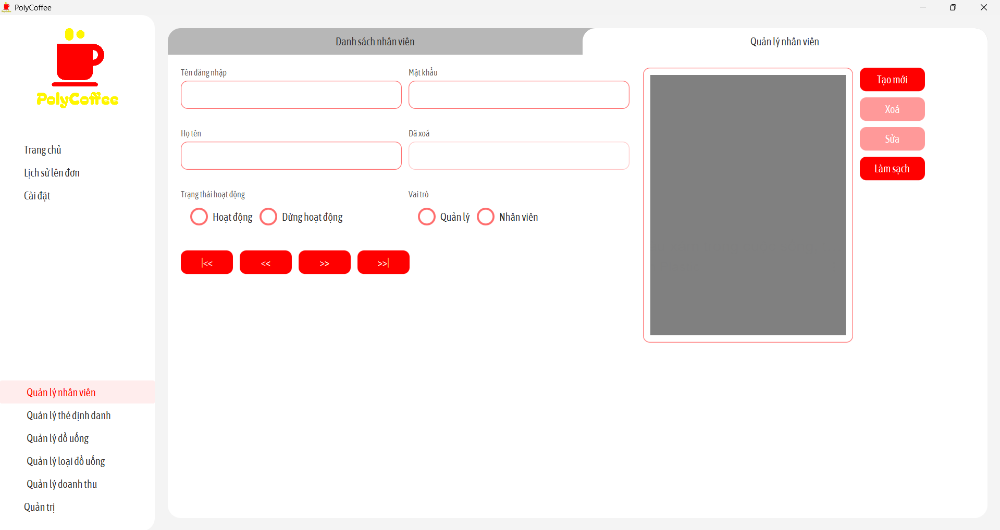 PolyCoffee
PolyCoffee
Trang chủ
Lịch sử lên đơn
Cài đặt
Quản lý nhân viên
Quản lý thẻ định danh
Quản lý đồ uống
Quản lý loại đồ uống
Quản lý doanh thu
Quản trị
Danh sách nhân viên
Quản lý nhân viên
Tên đăng nhập
Mật khẩu
Họ tên
Đã xoá
Trạng thái hoạt động
Vai trò
Hoạt động
Dừng hoạt động
Quản lý
Nhân viên
|<<
<<
>>
>>|
Tạo mới
Xoá
Sửa
Làm sạch